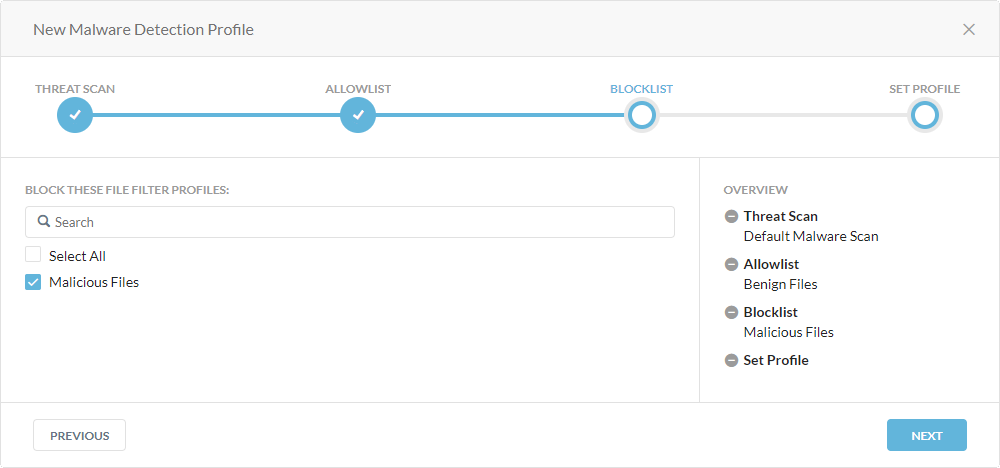 New Malware Detection Profile
THREAT SCAN
ALLOWLIST
BLOCKLIST
SET PROFILE
BLOCK THESE FILE FILTER PROFILES:
Search
Select All
Malicious Files
OVERVIEW
Threat Scan
Default Malware Scan
Allowlist
Benign Files
Blocklist
Malicious Files
Set Profile
PREVIOUS
NEXT